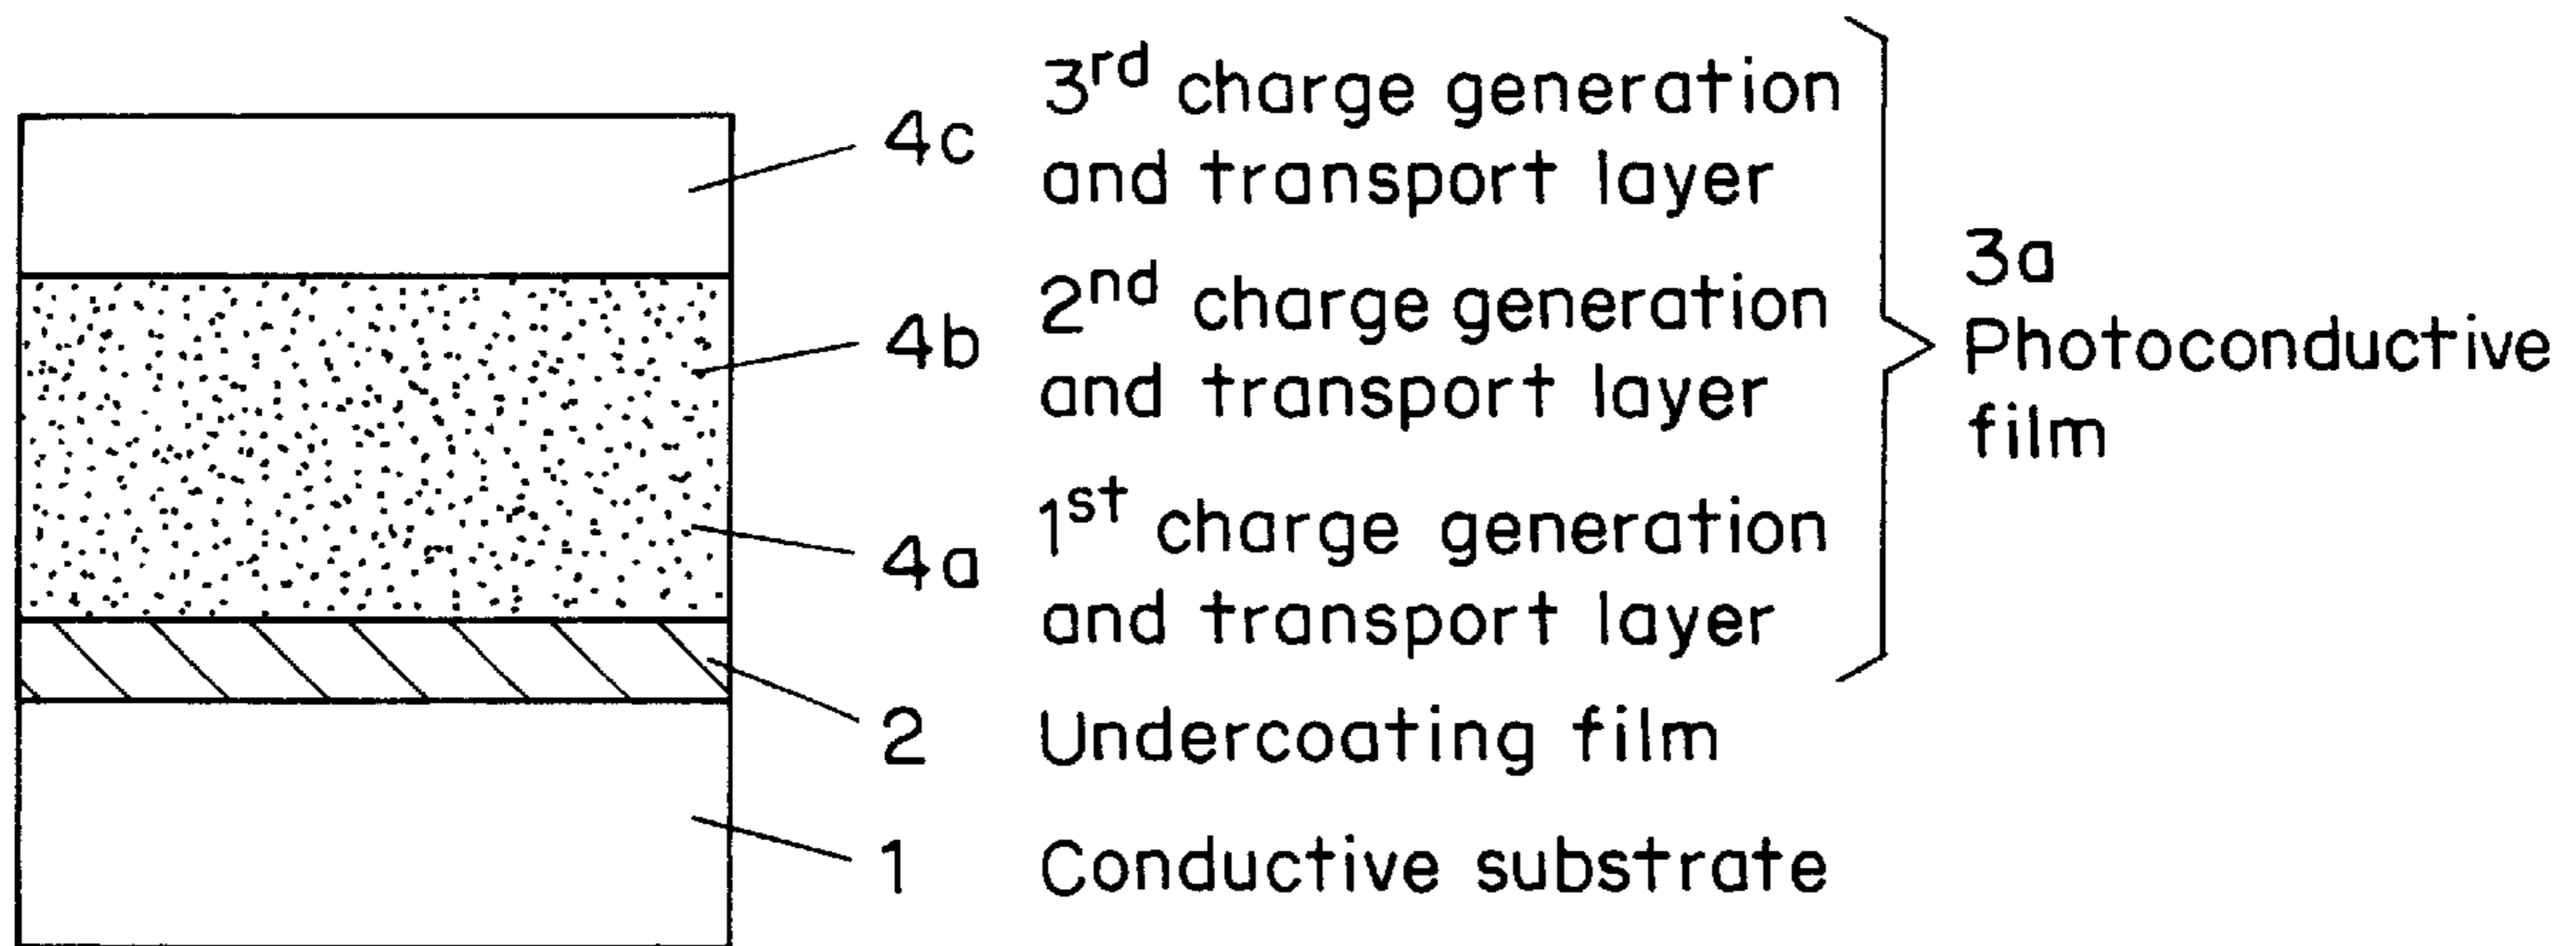 4c 3rd charge generation
and transport layer
4b 2nd charge generation
and transport layer
4a 1st charge generation
and transport layer
2 Undercoating film
1 Conductive substrate
3a
Photoconductive
film